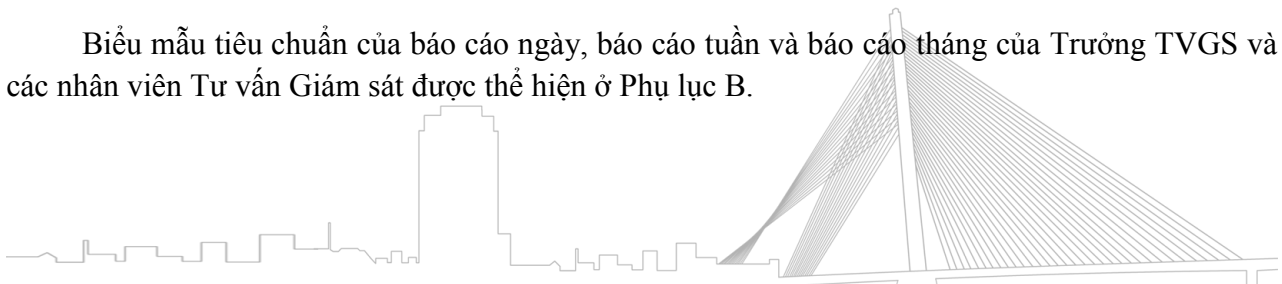 Biểu mẫu tiêu chuẩn của báo cáo ngày, báo cáo tuần và báo cáo tháng của Trưởng TVGS và
các nhân viên Tư vấn Giám sát được thể hiện ở Phụ lục B.